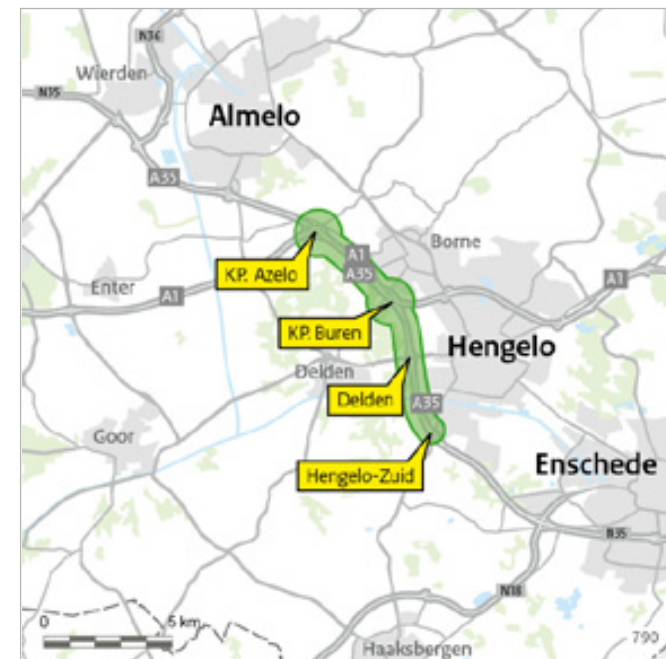 N36
Wierden
N35
Almelo
A35
A1
A35
Borne
KP. Azelo
Enter
A1
A1
KP. Buren
Hengelo
Delden
Delden
A35
Goor
Enschede
Hengelo-Zuid
N35
N18
0
5 km
Haaksbergen
790